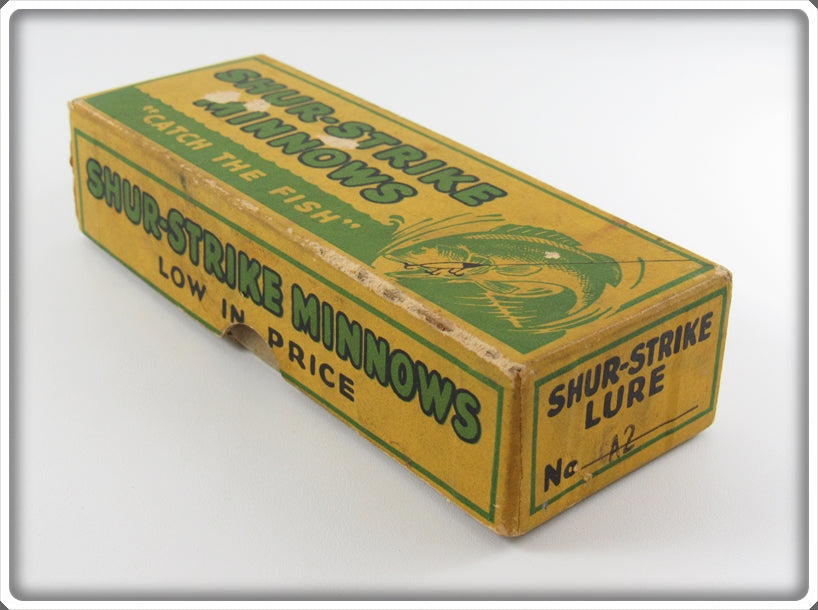 SHUR-STRIKE
MINNOWS
"CATCH THE FISH"
SHUR-STRIKE MINNOWS
LOW IN PRICE
SHUR-STRIKE
LURE
No A2